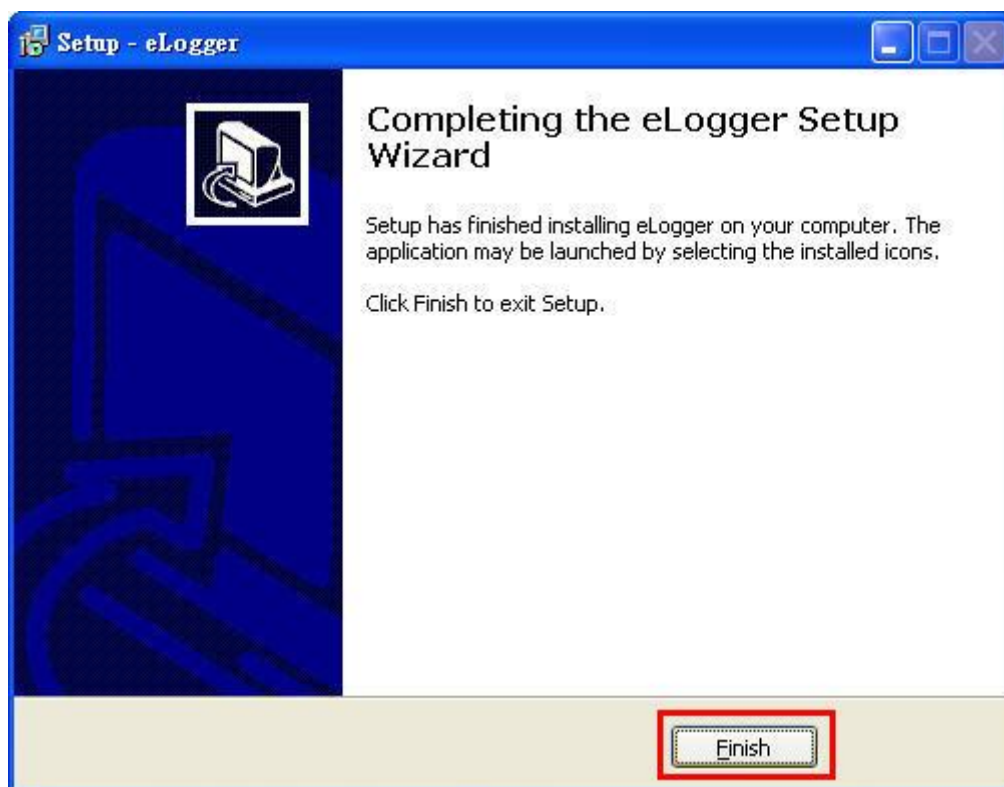 Setup - eLogger
Completing the eLogger Setup
Wizard
Setup has finished installing eLogger on your computer. The
application may be launched by selecting the installed icons.
Click Finish to exit Setup.
Finish